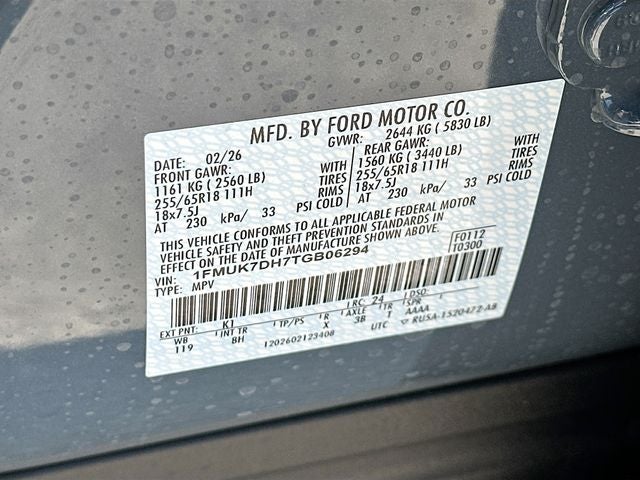 MFD. BY FORD MOTOR CO.
DATE: 02/26 GVWR: 2644 KG ( 5830 LB)
FRONT GAWR: REAR GAWR:
1161 KG ( 2560 LB) WITH 1560 KG ( 3440 LB) WITH
255/65R18 111H TIRES 255/65R18 111H TIRES
18x7.5J RIMS 18x7.5J RIMS
AT 230 kPa/ 33 PSI COLD AT 230 kPa/ 33 PSI COLD
THIS VEHICLE CONFORMS TO ALL APPLICABLE FEDERAL MOTOR
VEHICLE SAFETY AND THEFT PREVENTION STANDARDS IN
EFFECT ON THE DATE OF MANUFACTURE SHOWN ABOVE.
VIN: 1FMUK7DH7TGB06294 F0112
TYPE: MPV T0300
EXT PNT: K1 RC: 24 DSO:
WB INT TR TP/PS R AXLE TR SPR
119 BH X 3B 1 AAAA
1202602123408 UTC RU5A-1520472-AB